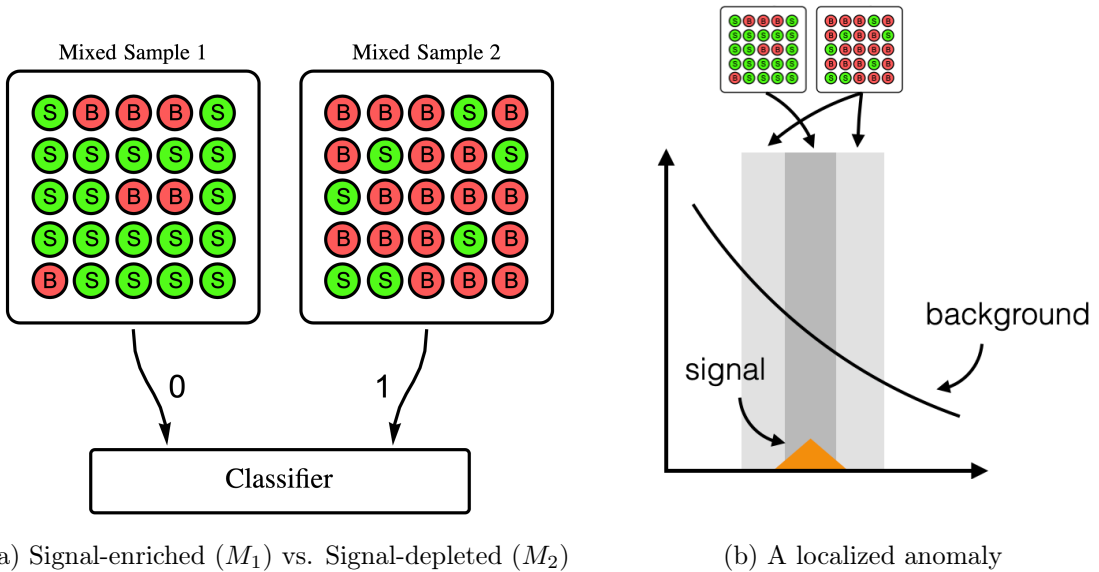 Mixed Sample 1
S B B B S
S S S S S
S S B B S
S S S S S
B S S S S
Mixed Sample 2
B B B S B
B S B B S
S B B B B
B B B S B
S S B B B
0
1
Classifier
a) Signal-enriched (M1) vs. Signal-depleted (M2)
S B B S S
S S S S S
S S B B S
S S S S S
B S S S S
B B B S B
B S B B S
S B B B B
B B B S B
S S B B B
background
signal
(b) A localized anomaly